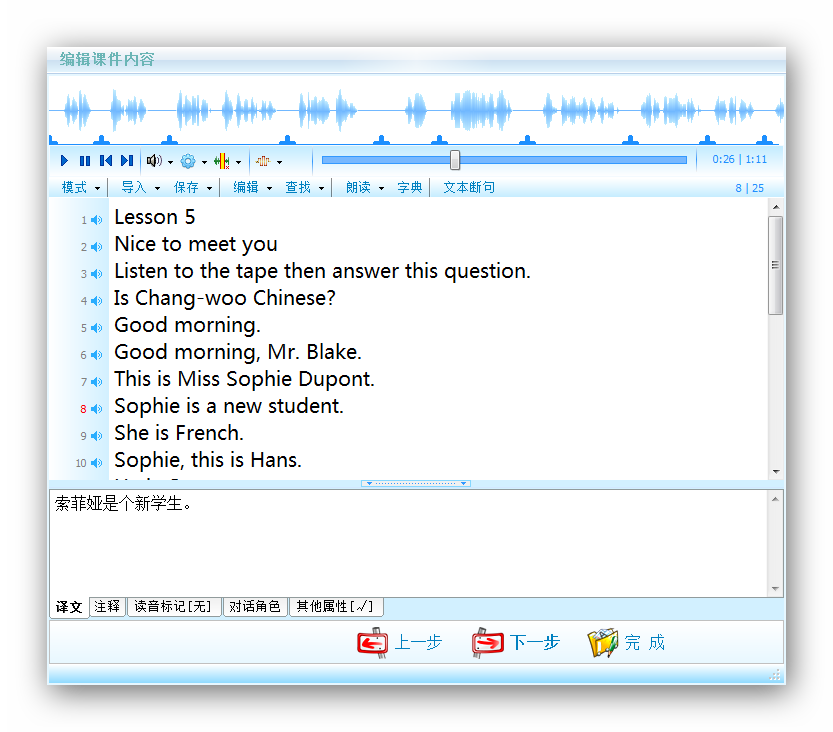 编辑课件内容
0:26 | 1:11
模式 导入 保存 编辑 查找 朗读 字典 文本断句 8 | 25
1 Lesson 5
2 Nice to meet you
3 Listen to the tape then answer this question.
4 Is Chang-woo Chinese?
5 Good morning.
6 Good morning, Mr. Blake.
7 This is Miss Sophie Dupont.
8 Sophie is a new student.
9 She is French.
10 Sophie, this is Hans.
索菲娅是个新学生。
译文 注释 读音标记[无] 对话角色 其他属性[√]
上一步 下一步 完 成